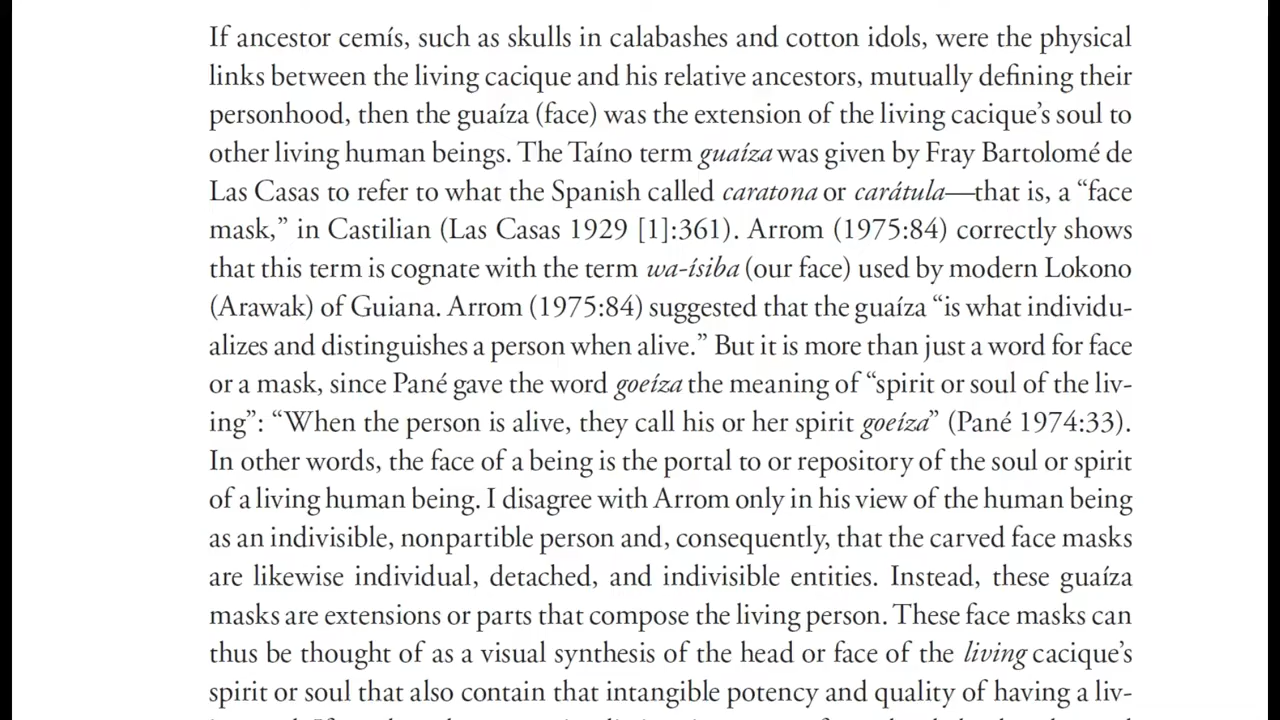 If ancestor cemís, such as skulls in calabashes and cotton idols, were the physical
links between the living cacique and his relative ancestors, mutually defining their
personhood, then the guaíza (face) was the extension of the living cacique’s soul to
other living human beings. The Taíno term guaíza was given by Fray Bartolomé de
Las Casas to refer to what the Spanish called caratona or carátula—that is, a “face
mask,” in Castilian (Las Casas 1929 [1]:361). Arrom (1975:84) correctly shows
that this term is cognate with the term wa-ísiba (our face) used by modern Lokono
(Arawak) of Guiana. Arrom (1975:84) suggested that the guaíza “is what individu-
alizes and distinguishes a person when alive.” But it is more than just a word for face
or a mask, since Pané gave the word goeíza the meaning of “spirit or soul of the liv-
ing”: “When the person is alive, they call his or her spirit goeíza” (Pané 1974:33).
In other words, the face of a being is the portal to or repository of the soul or spirit
of a living human being. I disagree with Arrom only in his view of the human being
as an indivisible, nonpartible person and, consequently, that the carved face masks
are likewise individual, detached, and indivisible entities. Instead, these guaíza
masks are extensions or parts that compose the living person. These face masks can
thus be thought of as a visual synthesis of the head or face of the living cacique’s
spirit or soul that also contain that intangible potency and quality of having a liv-